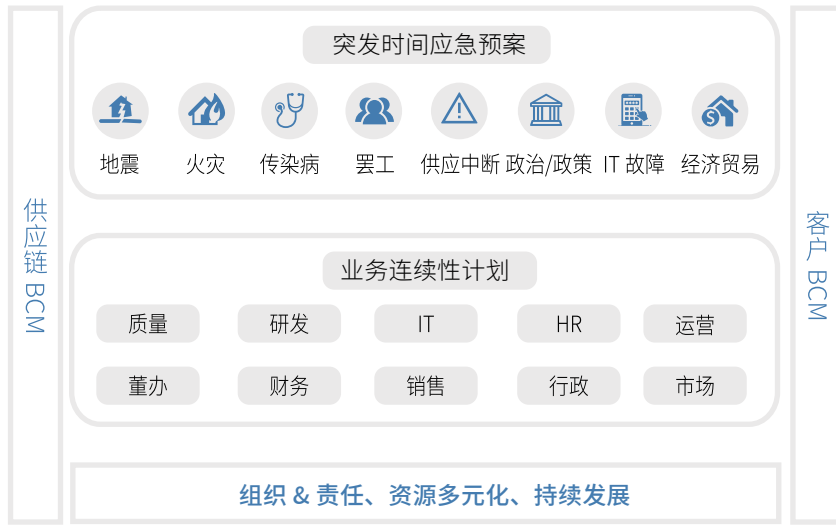 突发时间应急预案
地震 火灾 传染病 罢工 供应中断 政治/政策 IT 故障 经济贸易
供应链 BCM
客户 BCM
业务连续性计划
质量 研发 IT HR 运营
董办 财务 销售 行政 市场
组织 & 责任、资源多元化、持续发展